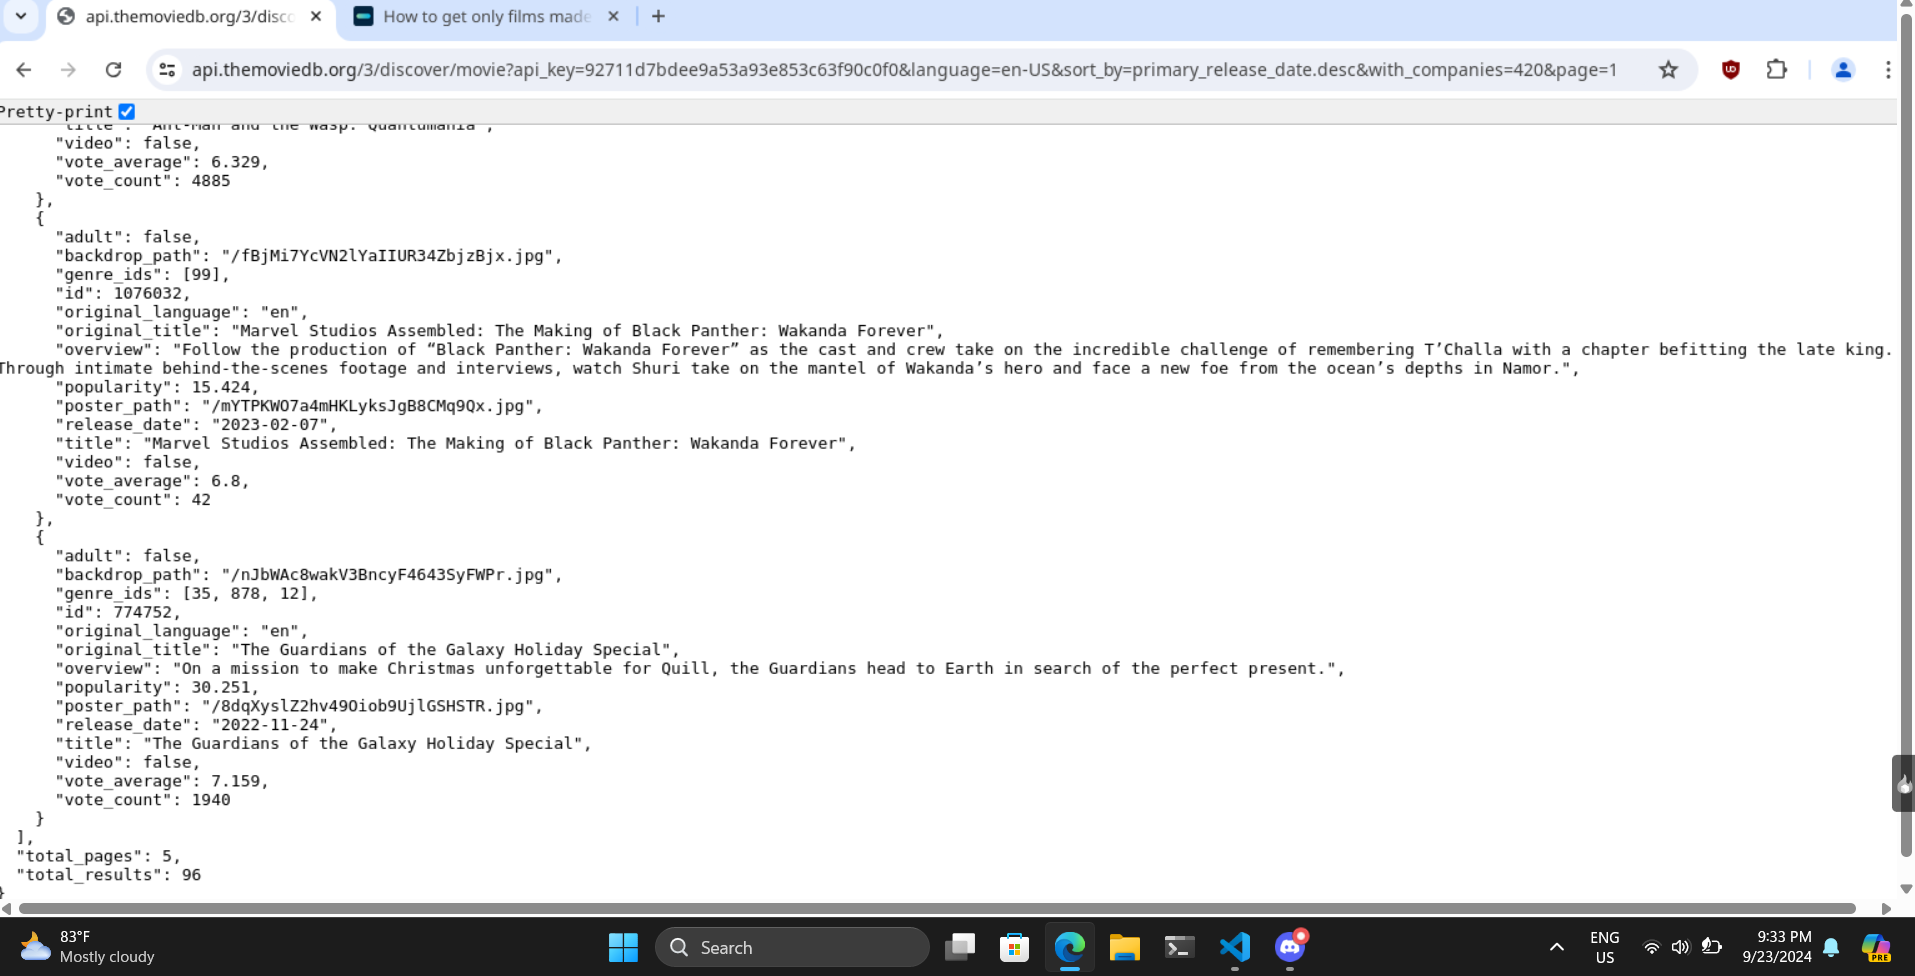 api.themoviedb.org/3/disco
How to get only films made
api.themoviedb.org/3/discover/movie?api_key=92711d7bdee9a53a93e853c63f90c0f0&language=en-US&sort_by=primary_release_date.desc&with_companies=420&page=1
Pretty-print
"title": "Ant-Man and the Wasp: Quantumania",
"video": false,
"vote_average": 6.329,
"vote_count": 4885
},
{
"adult": false,
"backdrop_path": "/fBjMi7YcVN2lYaIIUR34ZbjzBjx.jpg",
"genre_ids": [99],
"id": 1076032,
"original_language": "en",
"original_title": "Marvel Studios Assembled: The Making of Black Panther: Wakanda Forever",
"overview": "Follow the production of “Black Panther: Wakanda Forever” as the cast and crew take on the incredible challenge of remembering T’Challa with a chapter befitting the late king.
Through intimate behind-the-scenes footage and interviews, watch Shuri take on the mantel of Wakanda’s hero and face a new foe from the ocean’s depths in Namor.",
"popularity": 15.424,
"poster_path": "/mYTPKWO7a4mHKLyksJgB8CMq9Qx.jpg",
"release_date": "2023-02-07",
"title": "Marvel Studios Assembled: The Making of Black Panther: Wakanda Forever",
"video": false,
"vote_average": 6.8,
"vote_count": 42
},
{
"adult": false,
"backdrop_path": "/nJbWAc8wakV3BncyF4643SyFWPr.jpg",
"genre_ids": [35, 878, 12],
"id": 774752,
"original_language": "en",
"original_title": "The Guardians of the Galaxy Holiday Special",
"overview": "On a mission to make Christmas unforgettable for Quill, the Guardians head to Earth in search of the perfect present.",
"popularity": 30.251,
"poster_path": "/8dqXyslZ2hv49Oiob9UjlGSHSTR.jpg",
"release_date": "2022-11-24",
"title": "The Guardians of the Galaxy Holiday Special",
"video": false,
"vote_average": 7.159,
"vote_count": 1940
}
],
"total_pages": 5,
"total_results": 96
}
83°F
Mostly cloudy
Search
ENG
US
9:33 PM
9/23/2024
PRE